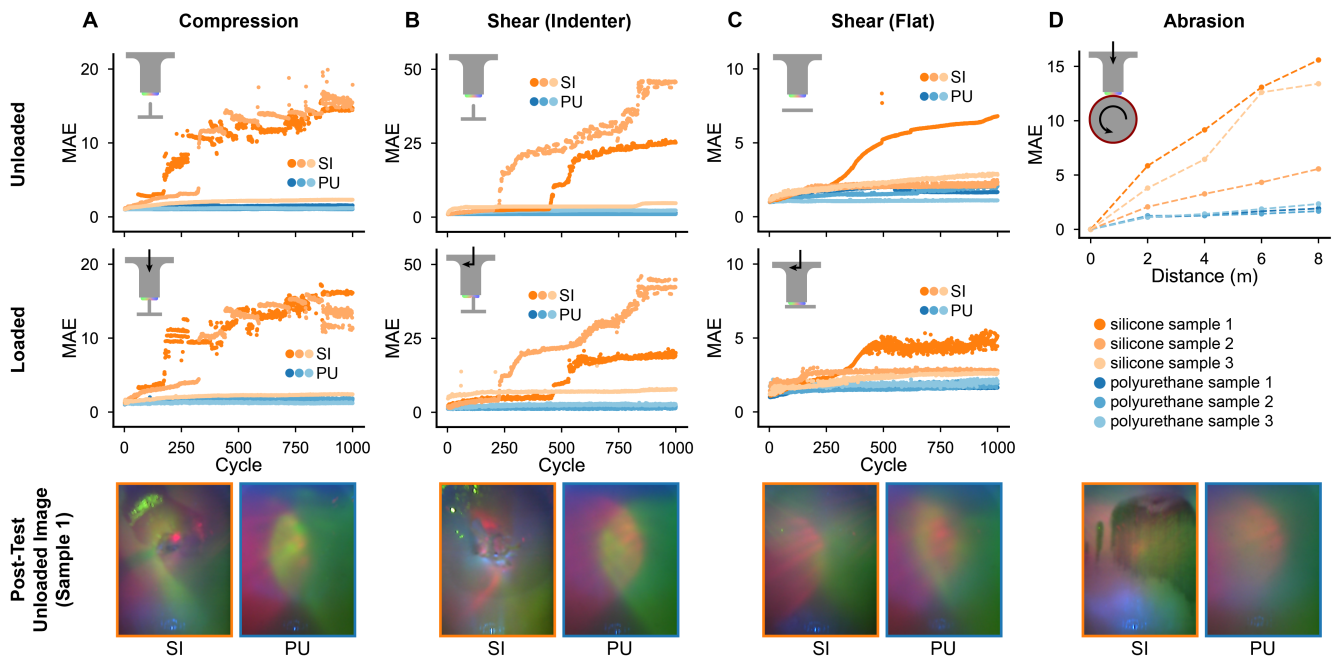 A Compression
B Shear (Indenter)
C Shear (Flat)
D Abrasion
Unloaded
MAE
20
10
0
SI
PU
MAE
50
25
0
SI
PU
MAE
10
5
0
SI
PU
MAE
15
10
5
0
0 2 4 6 8
Distance (m)
Loaded
MAE
20
10
0
SI
PU
0 250 500 750 1000
Cycle
MAE
50
25
0
SI
PU
0 250 500 750 1000
Cycle
MAE
10
5
0
SI
PU
0 250 500 750 1000
Cycle
silicone sample 1
silicone sample 2
silicone sample 3
polyurethane sample 1
polyurethane sample 2
polyurethane sample 3
Post-Test
Unloaded Image
(Sample 1)
SI PU
SI PU
SI PU
SI PU